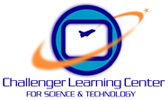 Challenger Learning Center
FOR SCIENCE & TECHNOLOGY